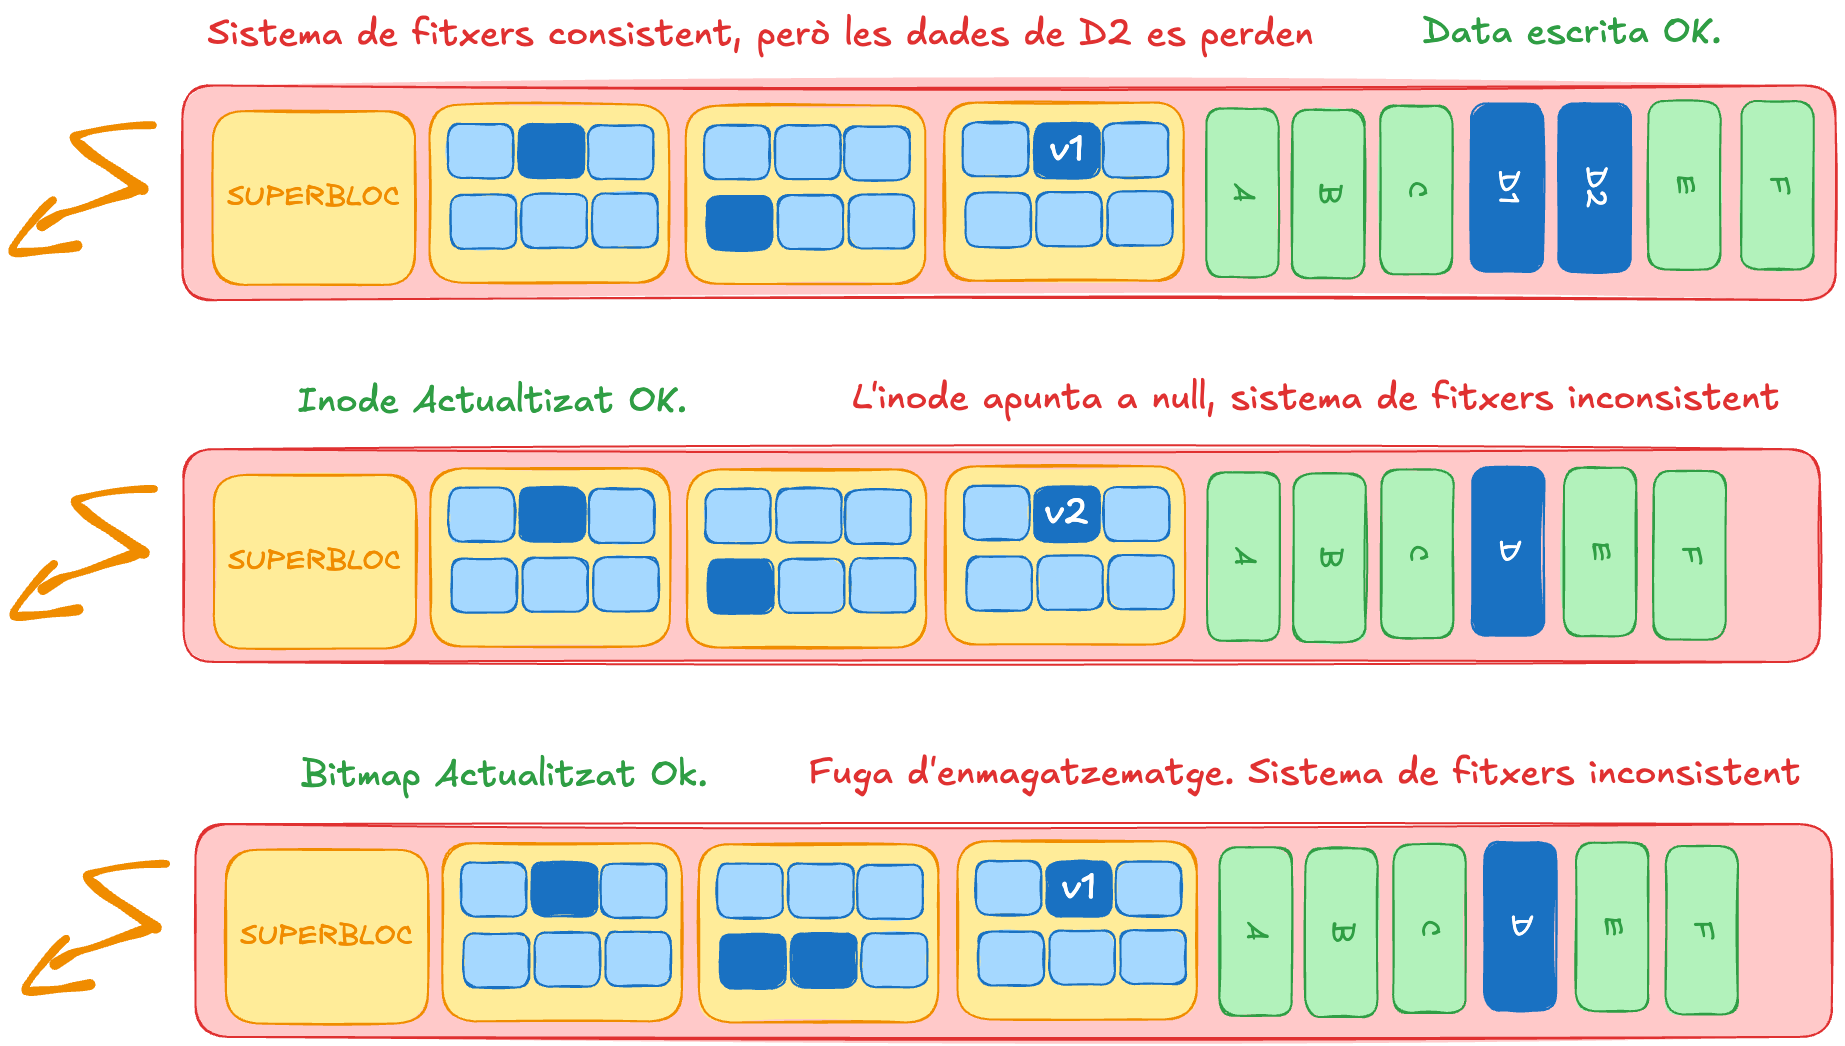 Sistema de fitxers consistent, però les dades de D2 es perden
Data escrita OK.
SUPERBLOC
v1
A
B
C
D1
D2
E
F
Inode Actualtizat OK.
L'inode apunta a null, sistema de fitxers inconsistent
SUPERBLOC
v2
A
B
C
D
E
F
Bitmap Actualitzat Ok.
Fuga d'enmagatzematge. Sistema de fitxers inconsistent
SUPERBLOC
v1
A
B
C
D
E
F